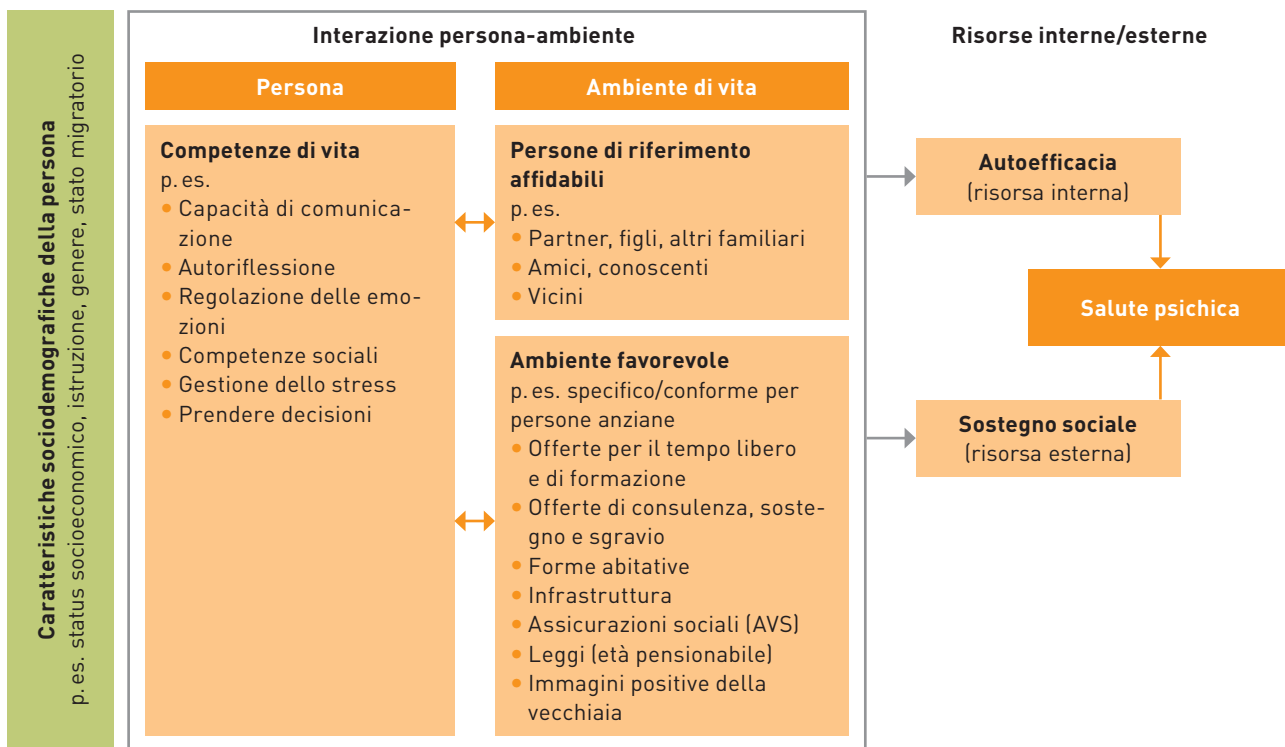 Caratteristiche sociodemografiche della persona
p. es. status socioeconomico, istruzione, genere, stato migratorio
Interazione persona-ambiente
Persona
Competenze di vita
p. es.
• Capacità di comunica-
zione
• Autoriflessione
• Regolazione delle emo-
zioni
• Competenze sociali
• Gestione dello stress
• Prendere decisioni
Ambiente di vita
Persone di riferimento
affidabili
p. es.
• Partner, figli, altri familiari
• Amici, conoscenti
• Vicini
Ambiente favorevole
p. es. specifico/conforme per
persone anziane
• Offerte per il tempo libero
e di formazione
• Offerte di consulenza, soste-
gno e sgravio
• Forme abitative
• Infrastruttura
• Assicurazioni sociali (AVS)
• Leggi (età pensionabile)
• Immagini positive della
vecchiaia
Risorse interne/esterne
Autoefficacia
(risorsa interna)
Salute psichica
Sostegno sociale
(risorsa esterna)